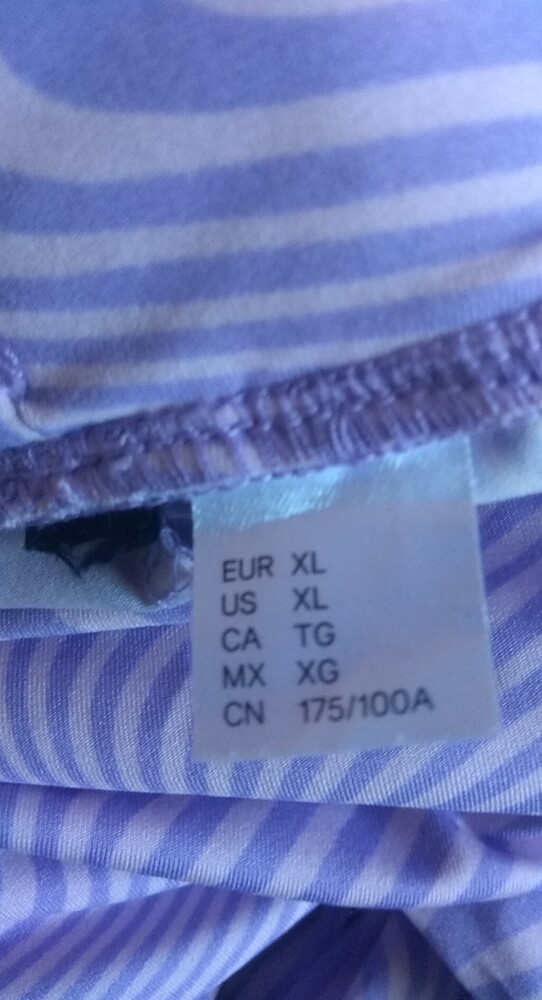 EUR XL
US XL
CA TG
MX XG
CN 175/100A